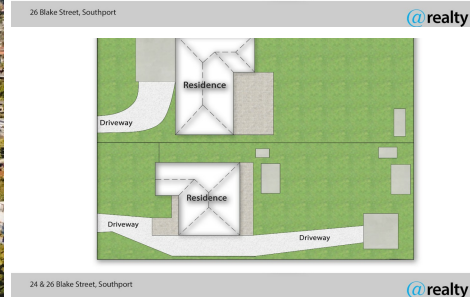 26 Blake Street, Southport
@realty
Residence
Driveway
Residence
Driveway
Driveway
24 & 26 Blake Street, Southport
@realty